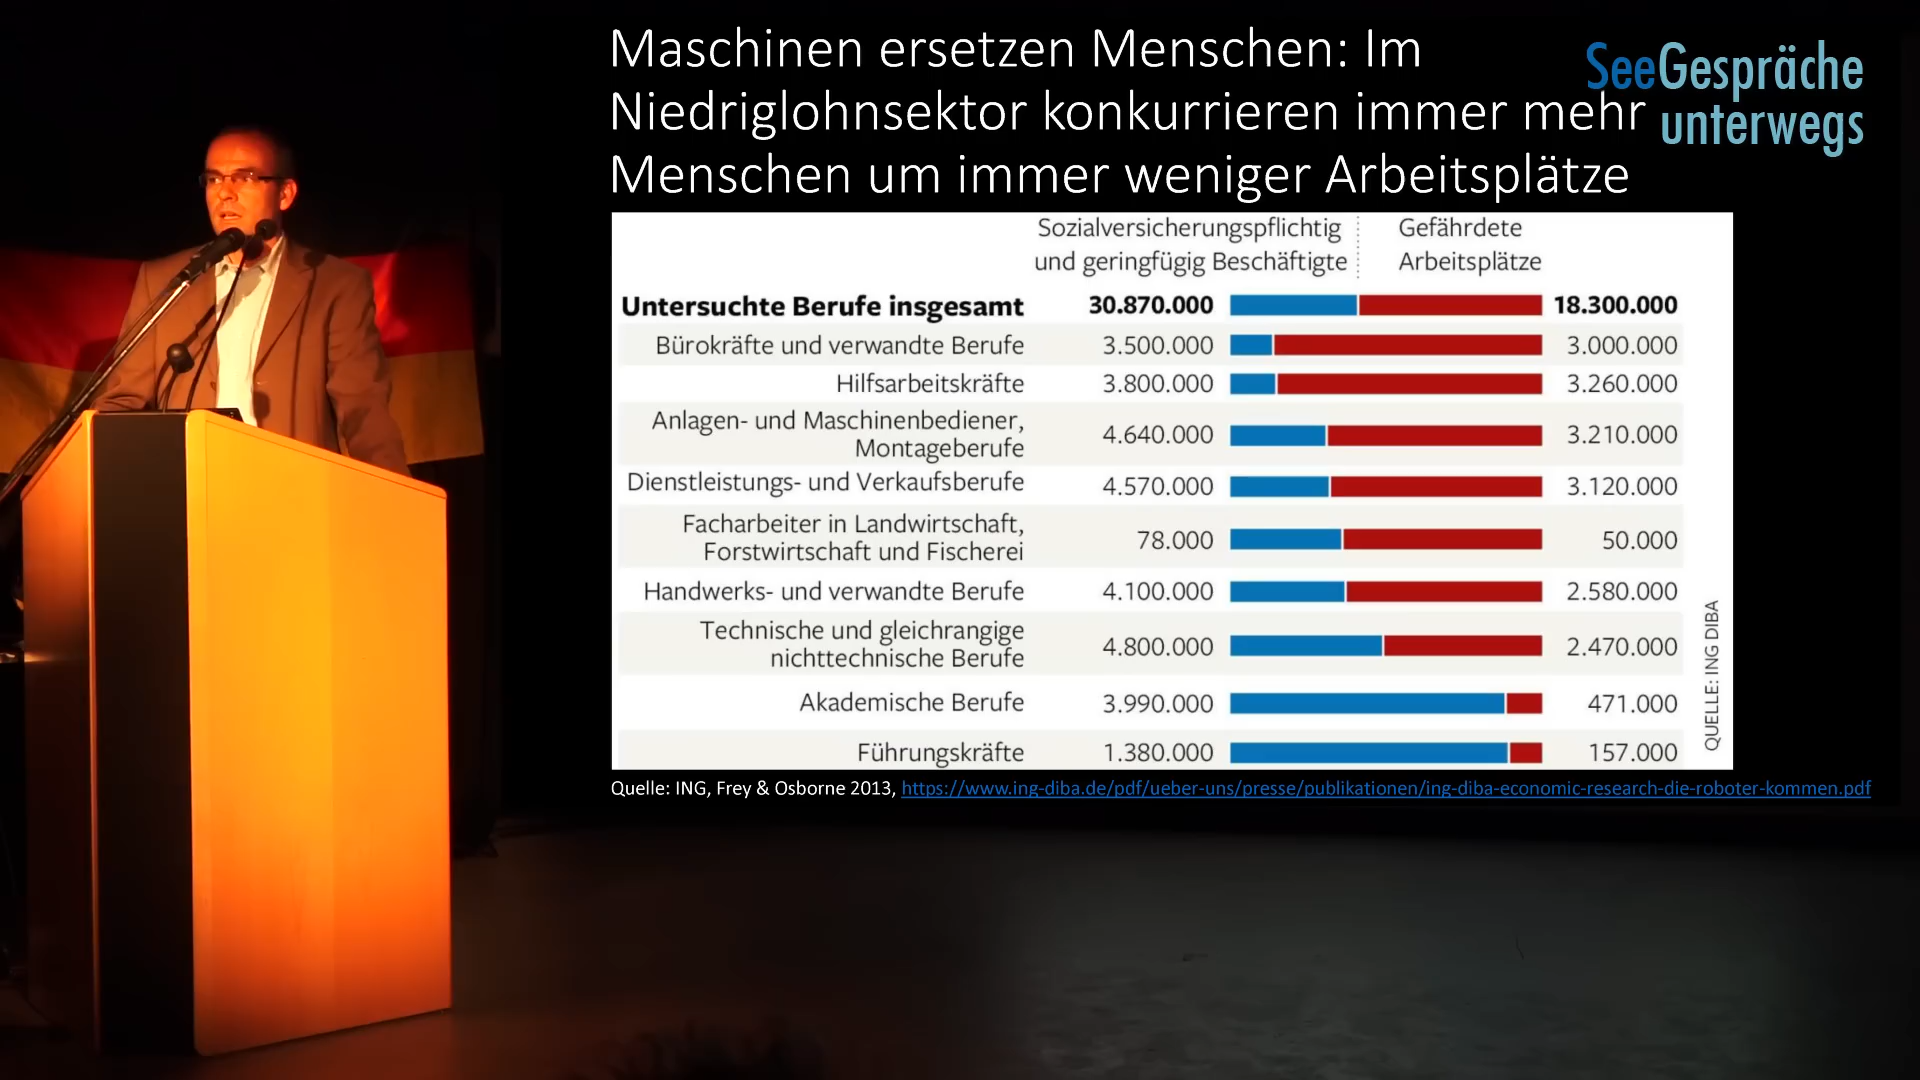 Maschinen ersetzen Menschen: Im
Niedriglohnsektor konkurrieren immer mehr
Menschen um immer weniger Arbeitsplätze
SeeGespräche
unterwegs
Sozialversicherungspflichtig
und geringfügig Beschäftigte
Gefährdete
Arbeitsplätze
Untersuchte Berufe insgesamt 30.870.000 18.300.000
Bürokräfte und verwandte Berufe 3.500.000 3.000.000
Hilfsarbeitskräfte 3.800.000 3.260.000
Anlagen- und Maschinenbediener,
Montageberufe 4.640.000 3.210.000
Dienstleistungs- und Verkaufsberufe 4.570.000 3.120.000
Facharbeiter in Landwirtschaft,
Forstwirtschaft und Fischerei 78.000 50.000
Handwerks- und verwandte Berufe 4.100.000 2.580.000
Technische und gleichrangige
nichttechnische Berufe 4.800.000 2.470.000
Akademische Berufe 3.990.000 471.000
Führungskräfte 1.380.000 157.000
QUELLE: ING DIBA
Quelle: ING, Frey & Osborne 2013, https://www.ing-diba.de/pdf/ueber-uns/presse/publikationen/ing-diba-economic-research-die-roboter-kommen.pdf